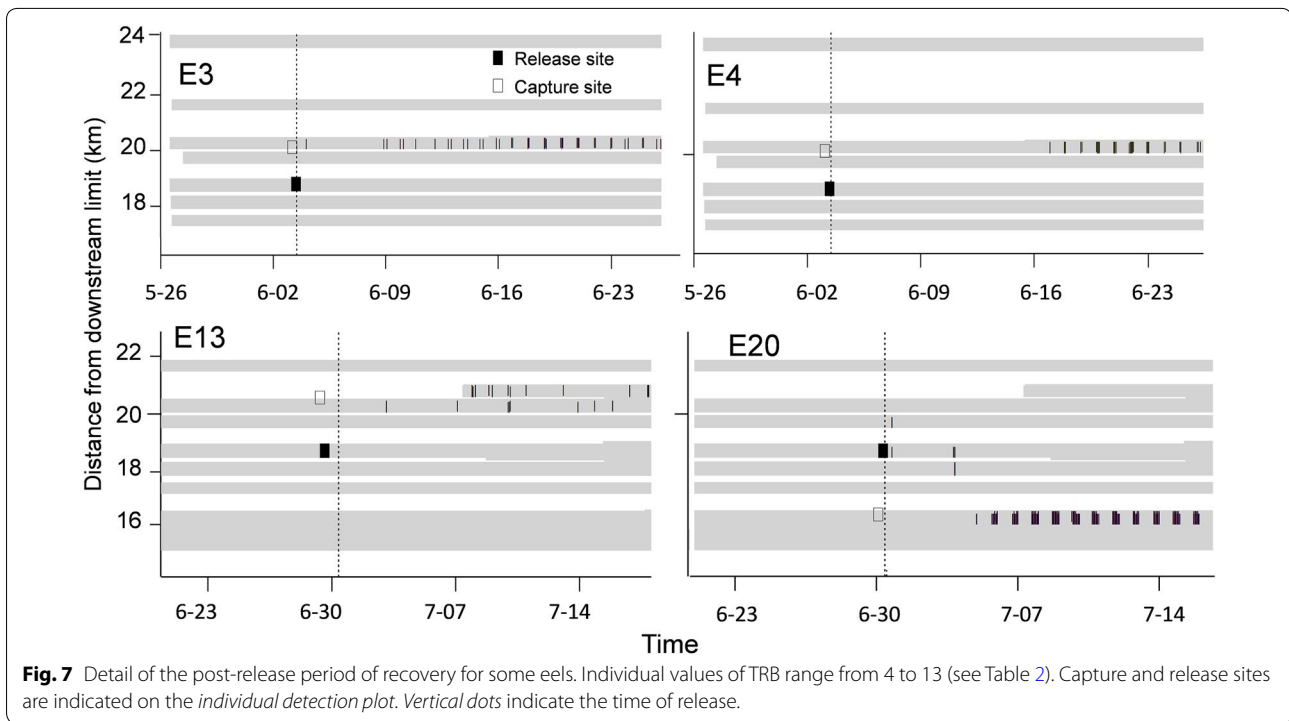 Distance from downstream limit (km)
E3
Release site
Capture site
24
22
20
18
5-26 6-02 6-09 6-16 6-23
E4
5-26 6-02 6-09 6-16 6-23
E13
22
20
18
16
6-23 6-30 7-07 7-14
E20
6-23 6-30 7-07 7-14
Time
Fig. 7 Detail of the post-release period of recovery for some eels. Individual values of TRB range from 4 to 13 (see Table 2). Capture and release sites
are indicated on the individual detection plot. Vertical dots indicate the time of release.